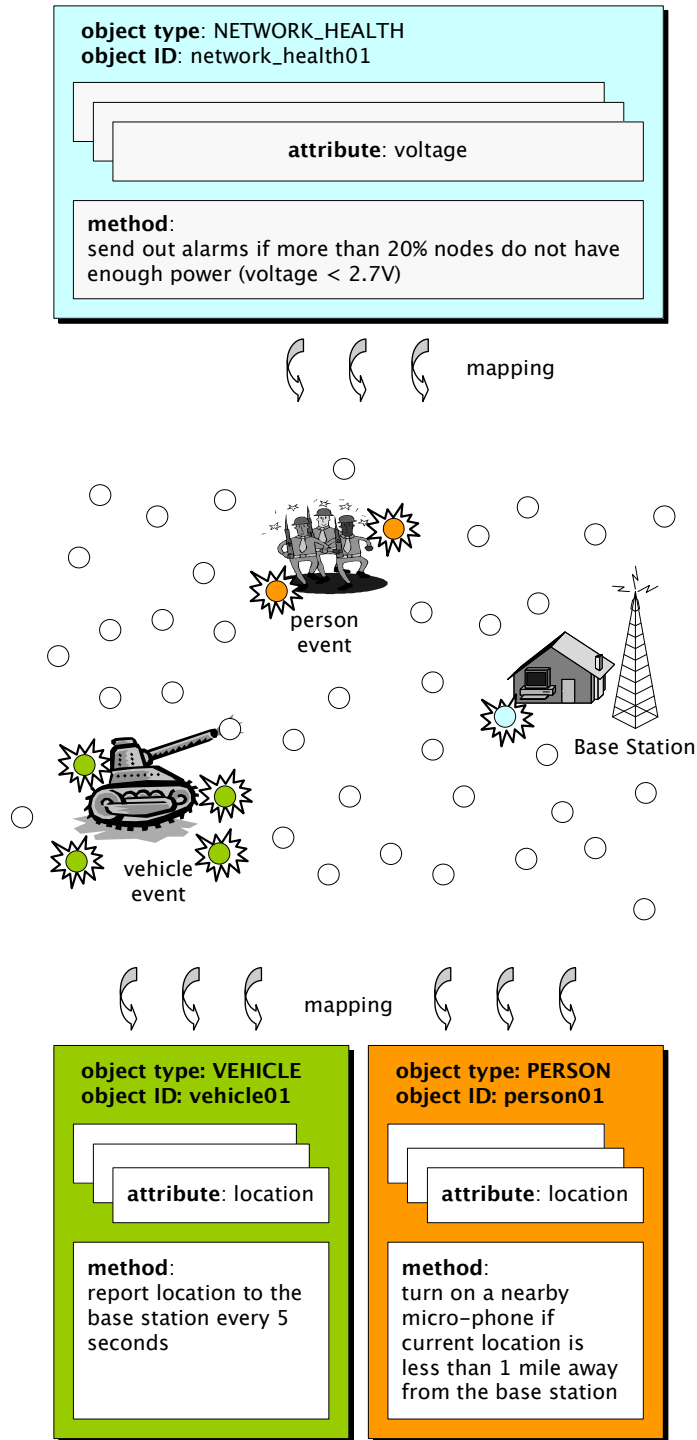 object type: NETWORK_HEALTH
object ID: network_health01
attribute: voltage
method:
send out alarms if more than 20% nodes do not have
enough power (voltage < 2.7V)
mapping
person
event
Base Station
vehicle
event
mapping
object type: VEHICLE
object ID: vehicle01
attribute: location
method:
report location to the
base station every 5
seconds
object type: PERSON
object ID: person01
attribute: location
method:
turn on a nearby
micro-phone if
current location is
less than 1 mile away
from the base station